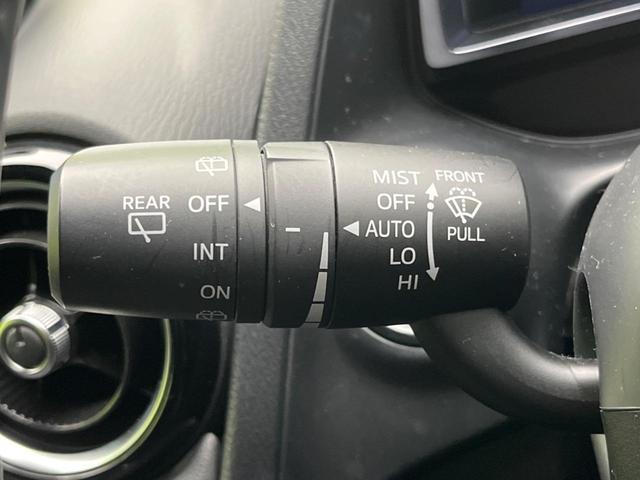 REAR
OFF
INT
ON
MIST
OFF
AUTO
LO
HI
FRONT
PULL